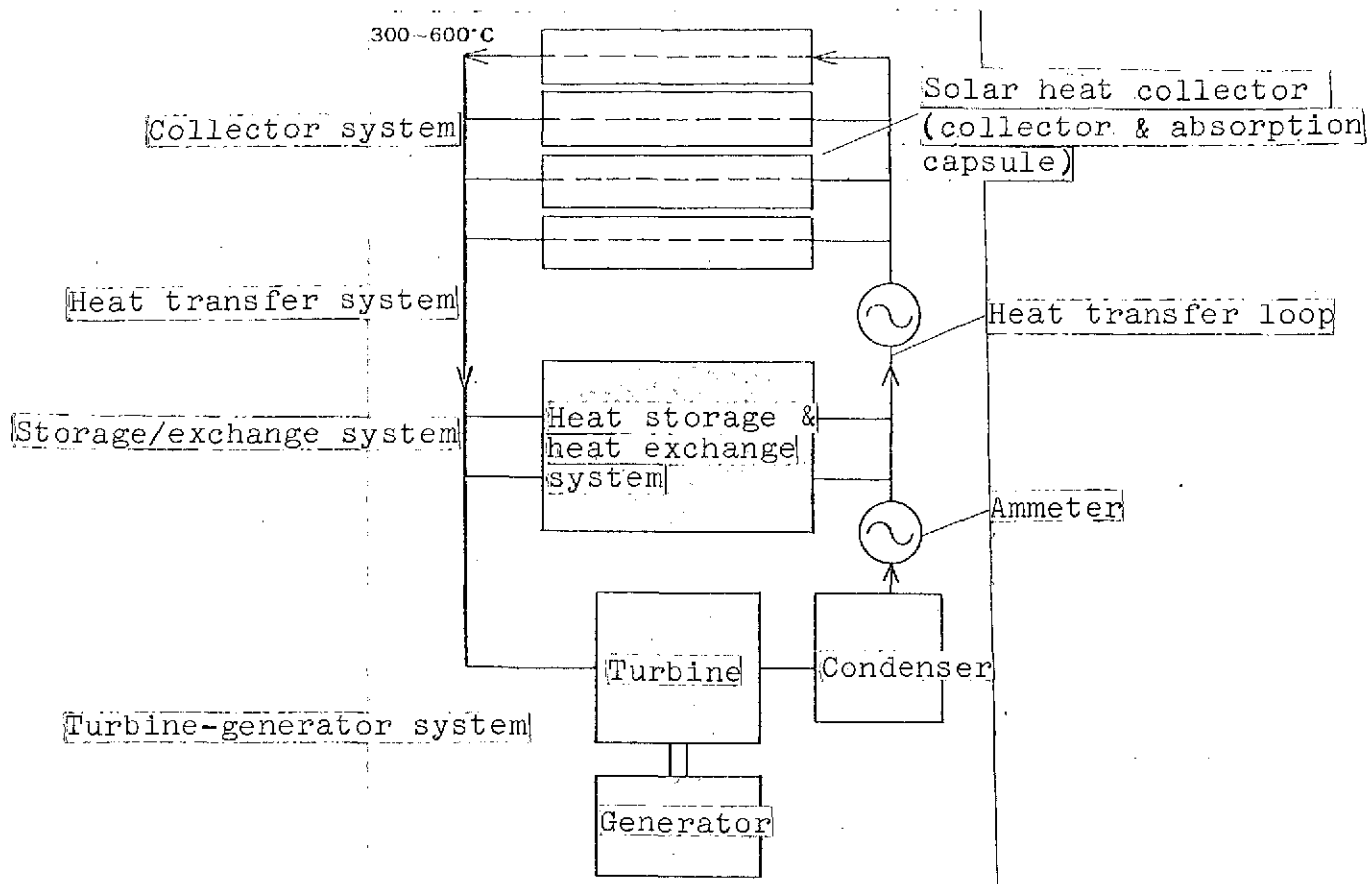 300~600°C
Solar heat collector
(collector & absorption
capsule)
Collector system
Heat transfer system
Heat transfer loop
Heat storage &
heat exchange
system
Storage/exchange system
Ammeter
Turbine
Condenser
Turbine-generator system
Generator